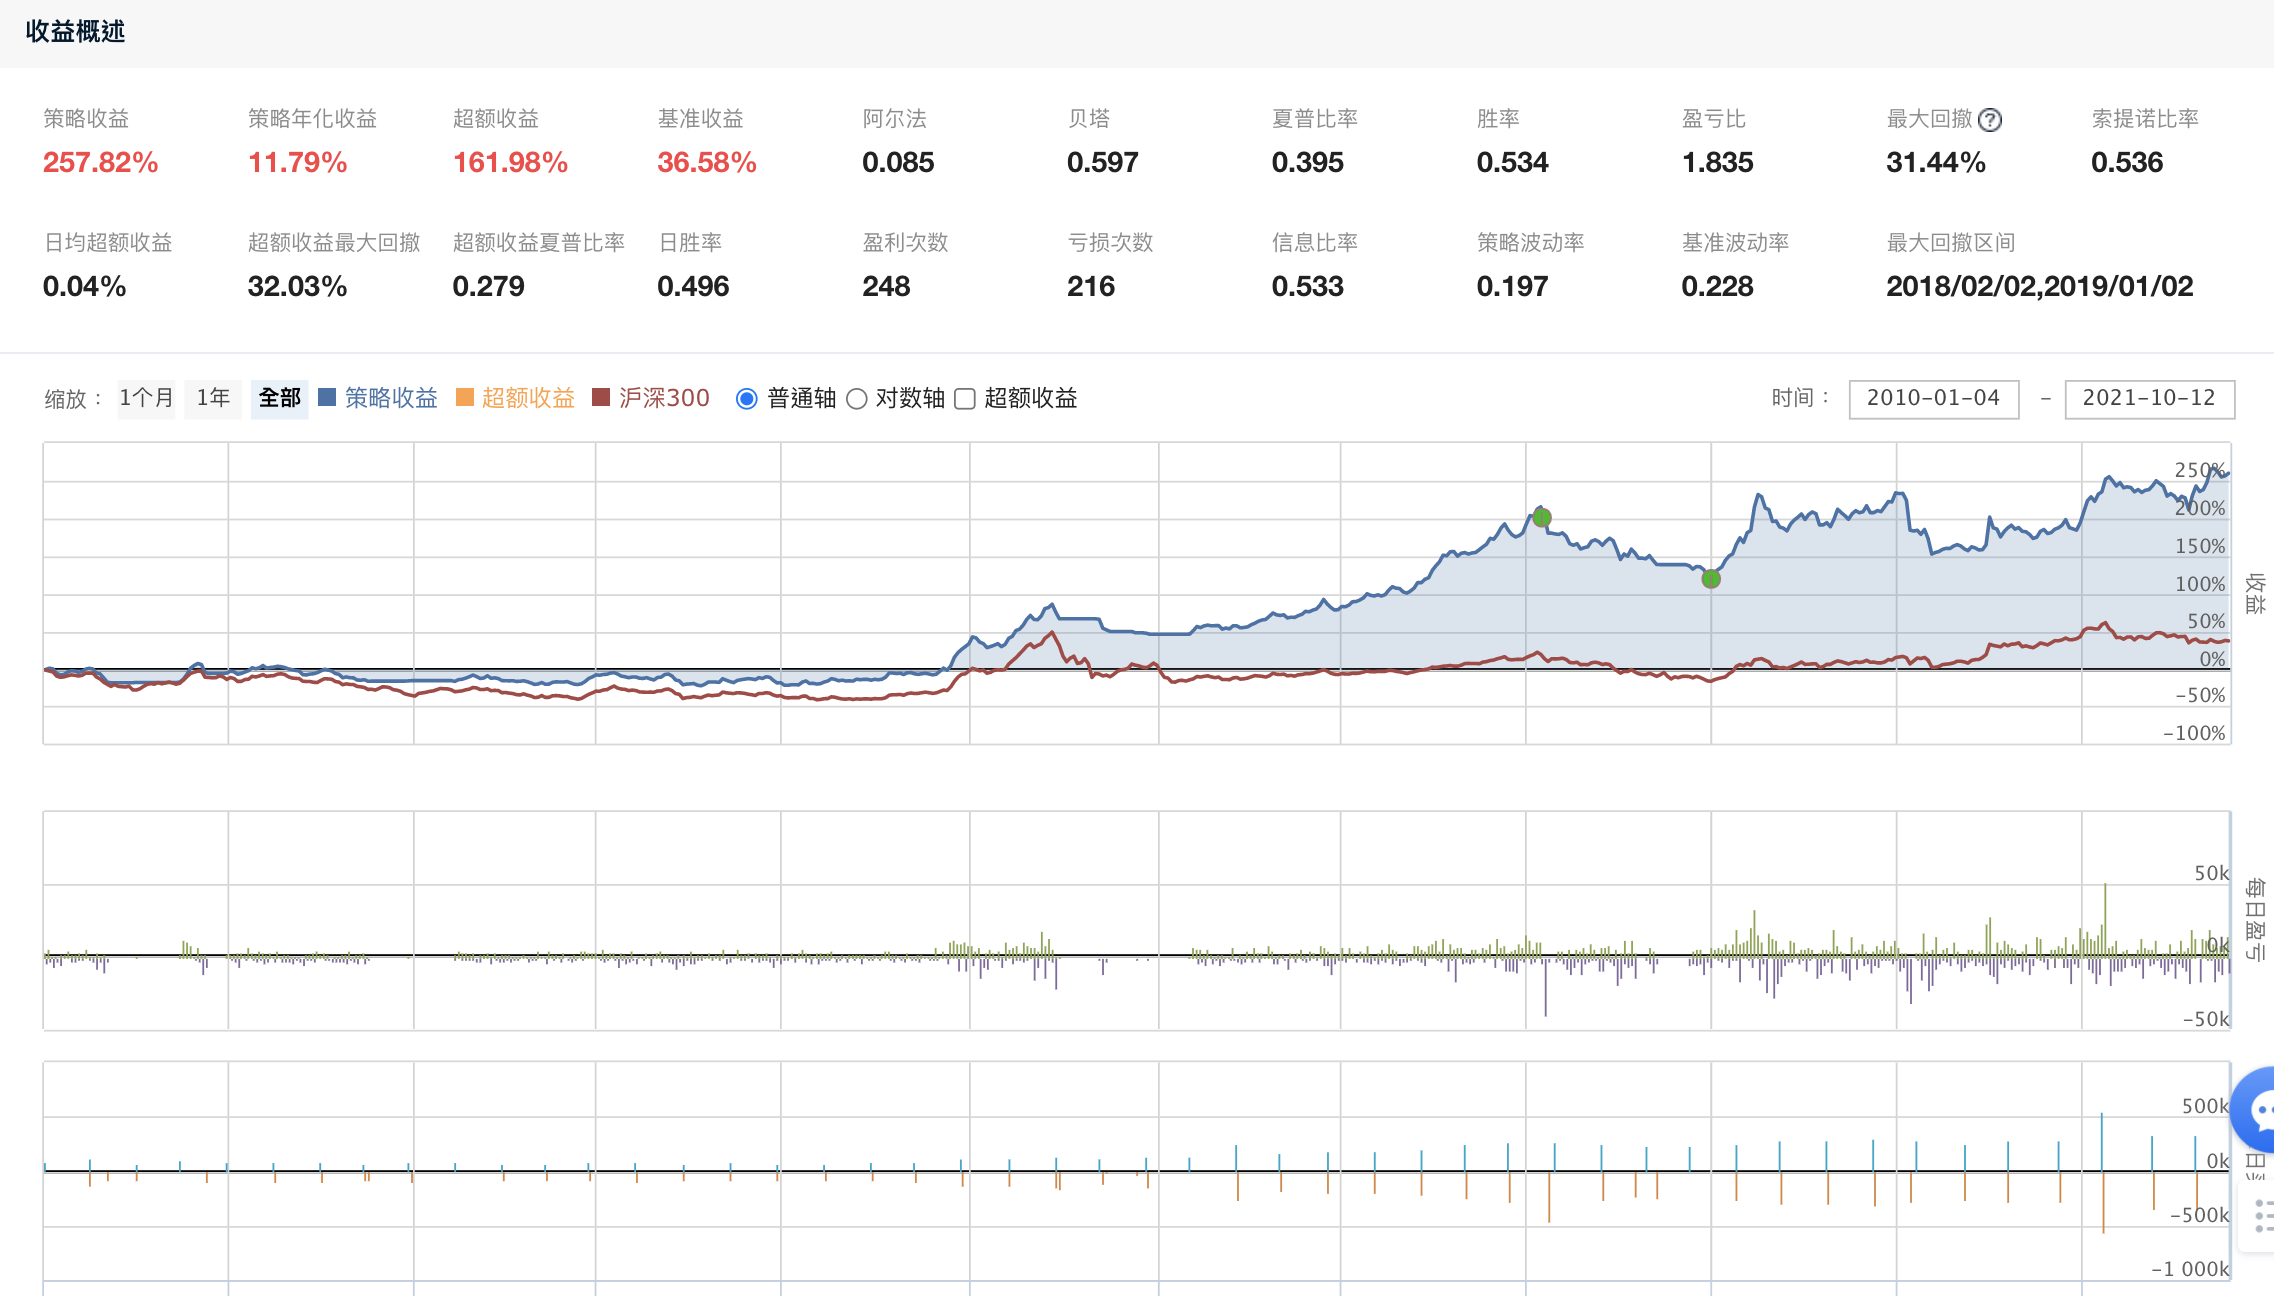 收益概述
策略收益 策略年化收益 超额收益 基准收益 阿尔法 贝塔 夏普比率 胜率 盈亏比 最大回撤 ? 索提诺比率
257.82% 11.79% 161.98% 36.58% 0.085 0.597 0.395 0.534 1.835 31.44% 0.536
日均超额收益 超额收益最大回撤 超额收益夏普比率 日胜率 盈利次数 亏损次数 信息比率 策略波动率 基准波动率 最大回撤区间
0.04% 32.03% 0.279 0.496 248 216 0.533 0.197 0.228 2018/02/02,2019/01/02
缩放： 1个月 1年 全部 策略收益 超额收益 沪深300 普通轴 对数轴 超额收益 时间： 2010-01-04 - 2021-10-12
250%
200%
150%
100%
50%
0%
-50%
-100%
收益
50k
0k
-50k
每日盈亏
500k
0k
-500k
-1 000k